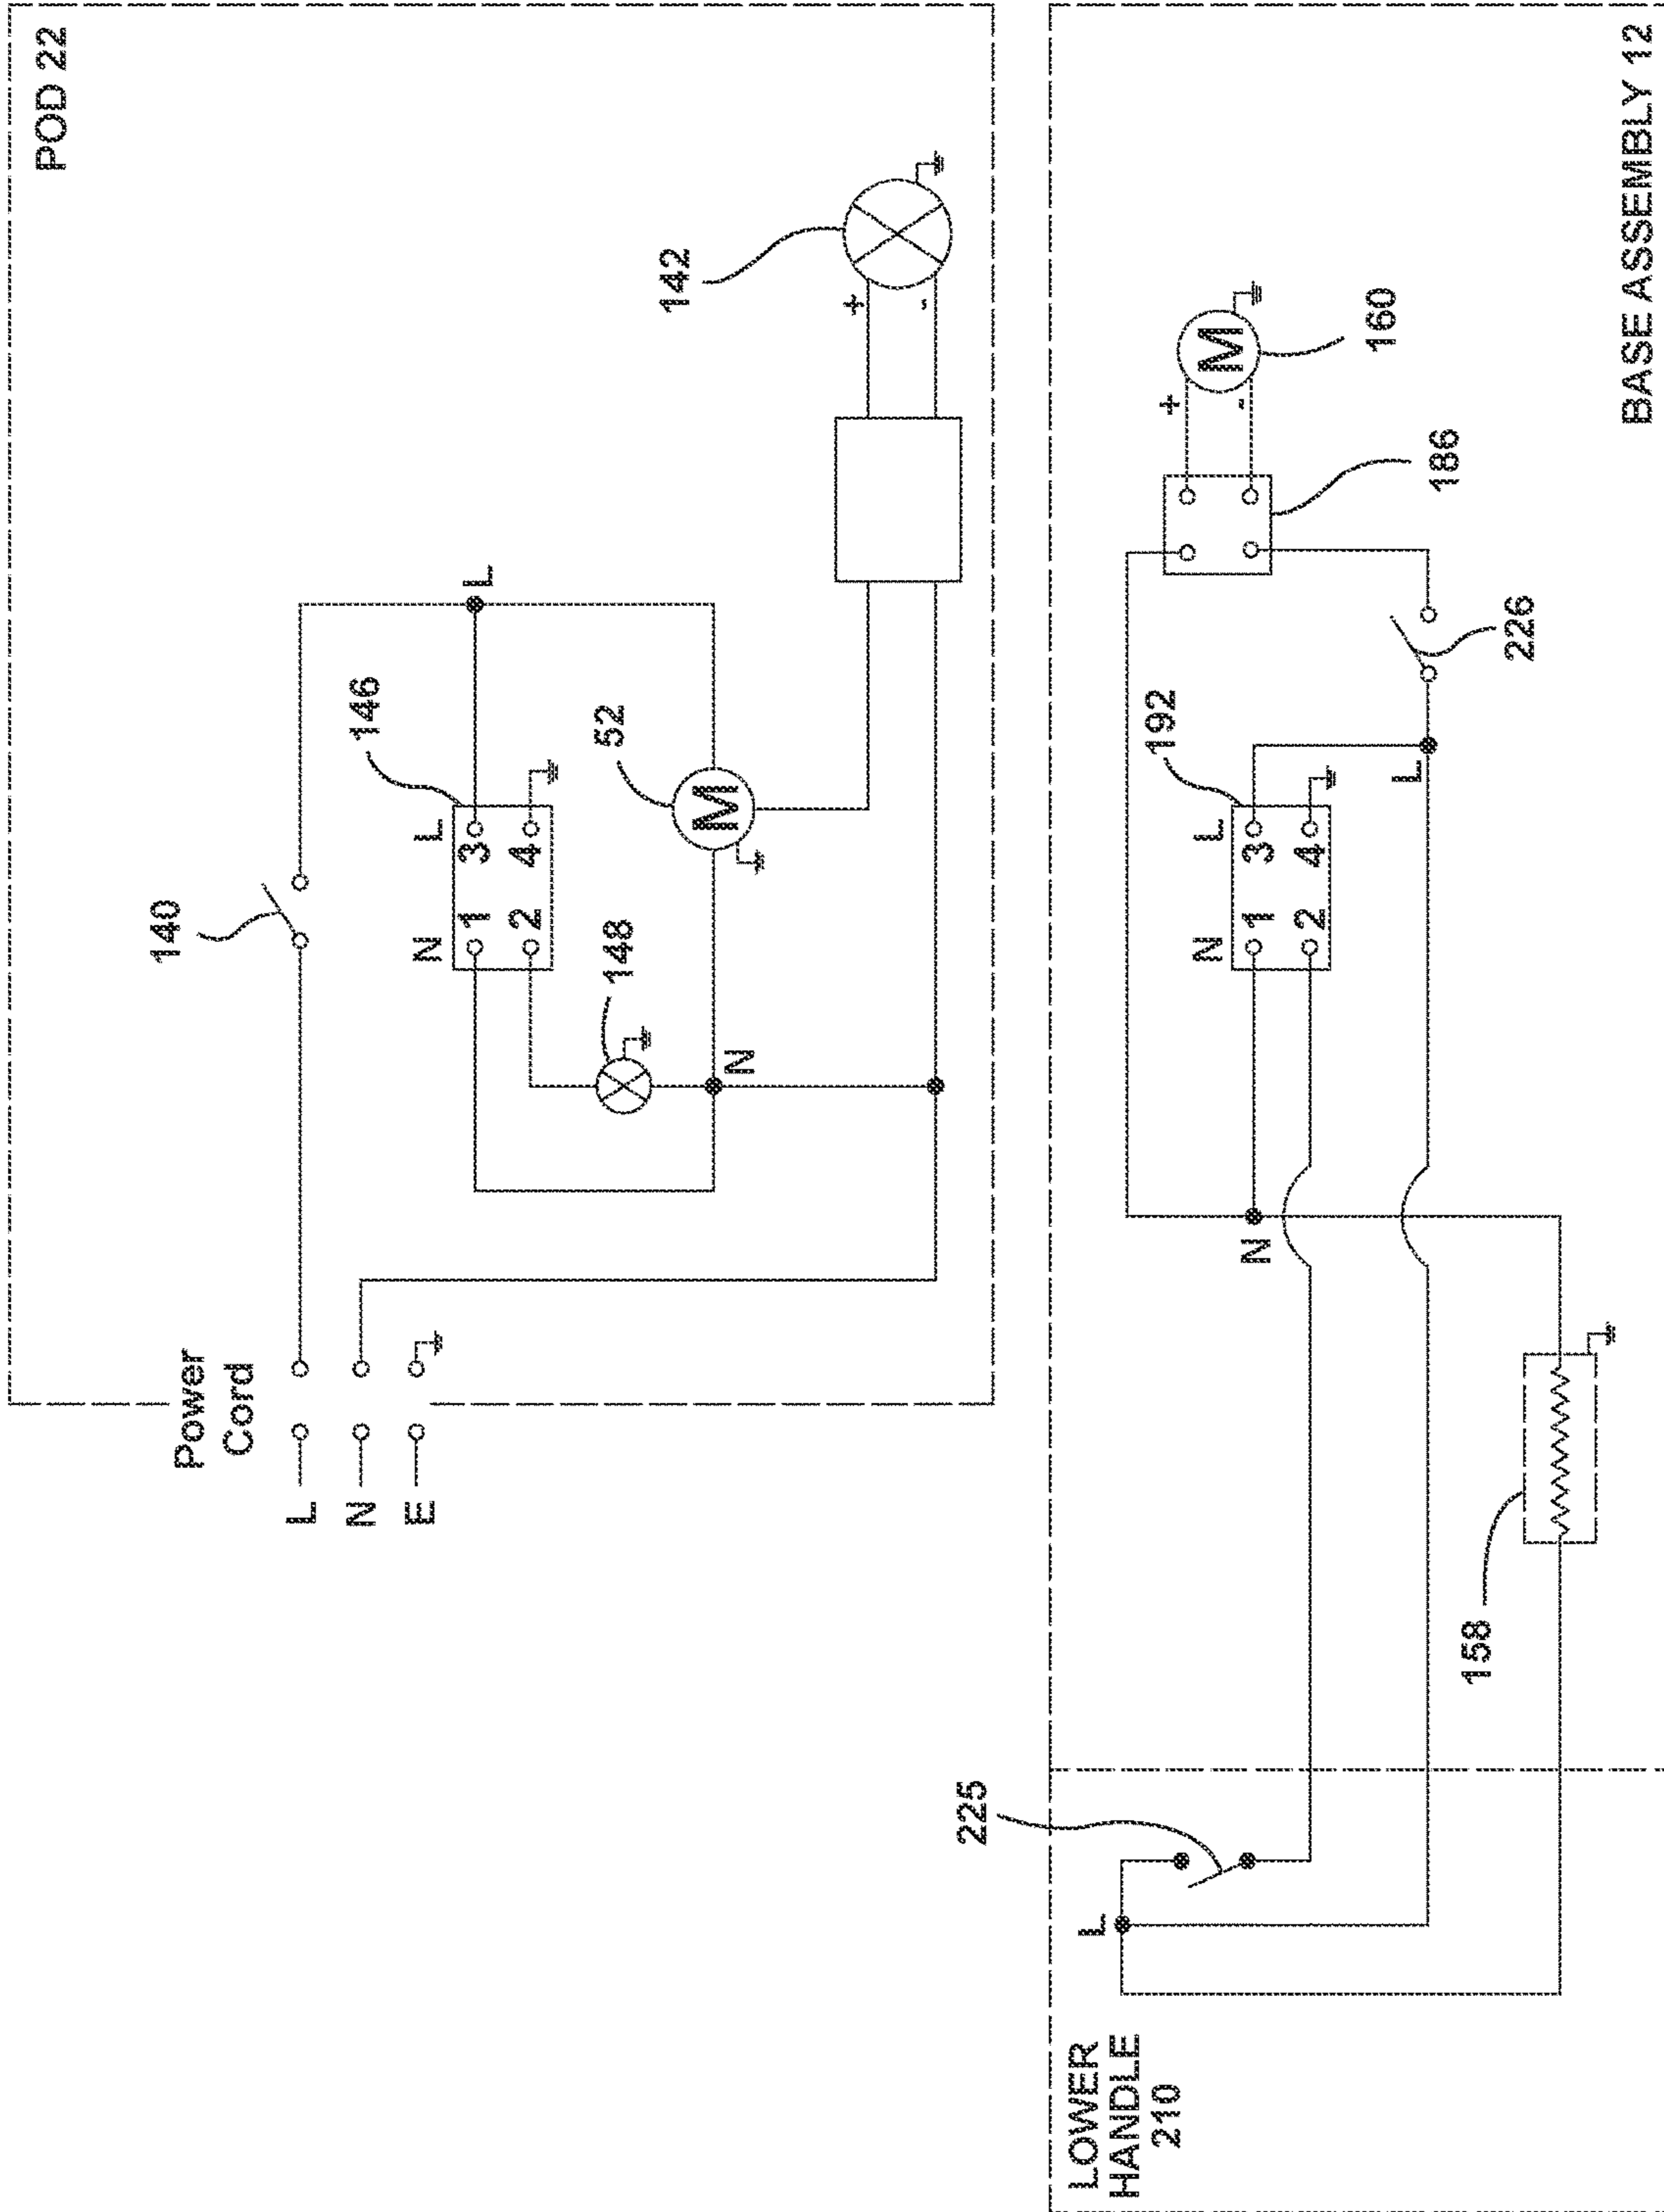 POD 22
Power
Cord
L
N
E
140
146
N
L
1
3
2
4
148
52
N
L
142
+
-
BASE ASSEMBLY 12
LOWER
HANDLE
210
L
225
158
N
192
N
L
1
3
2
4
L
226
186
+
-
160
M
M